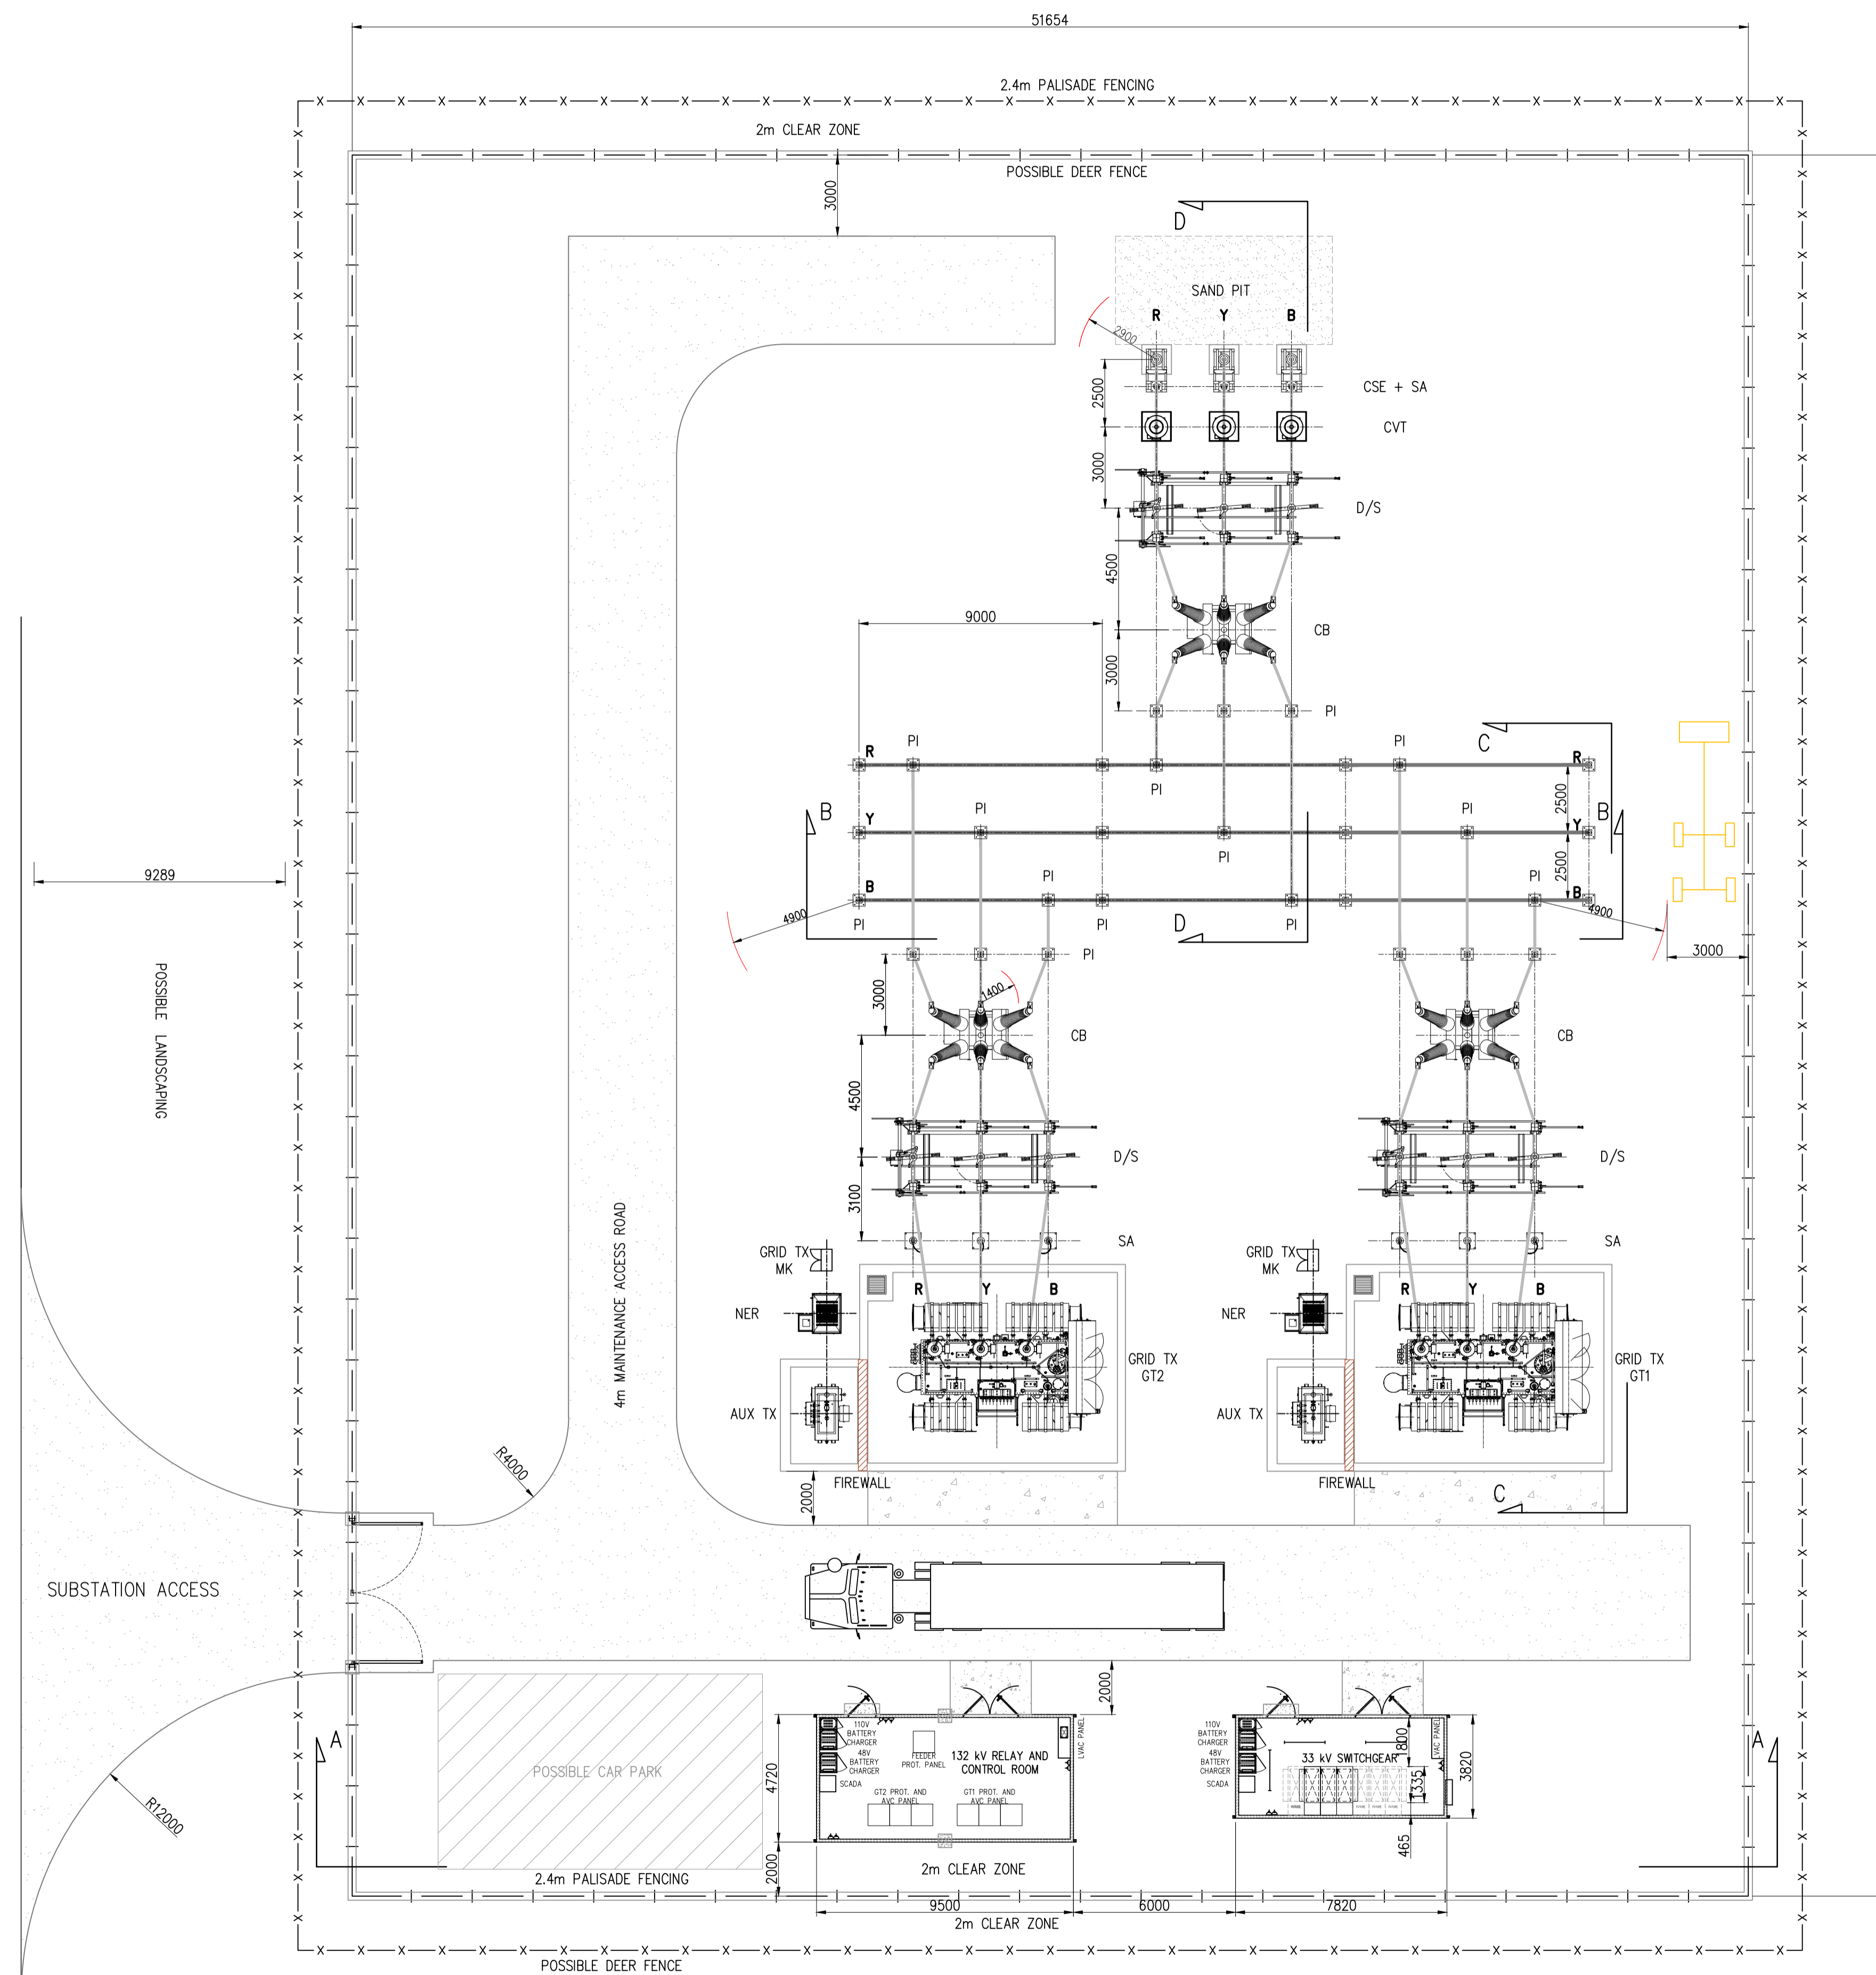 51654
2.4m PALISADE FENCING
2m CLEAR ZONE
POSSIBLE DEER FENCE
3000
D
SAND PIT
R Y B
2900
2500
CSE + SA
CVT
3000
D/S
4500
CB
9000
3000
PI
PI
PI
C
R
R
PI
2500
B
Y
PI
PI
Y
B
PI
2500
9289
B
PI
PI
B
4900
PI
PI
D
PI
4900
3000
PI
POSSIBLE LANDSCAPING
3000
1400
CB
CB
4500
D/S
D/S
3100
SA
SA
4m MAINTENANCE ACCESS ROAD
GRID TX
MK
GRID TX
MK
R Y B
R Y B
NER
NER
GRID TX
GT2
GRID TX
GT1
AUX TX
AUX TX
R4000
FIREWALL
FIREWALL
2000
C
SUBSTATION ACCESS
2000
A
A
110V
BATTERY
CHARGER
48V
BATTERY
CHARGER
SCADA
FEEDER
PROT. PANEL
132 kV RELAY AND
CONTROL ROOM
LVAC PANEL
GT2 PROT. AND
AVC PANEL
GT1 PROT. AND
AVC PANEL
4720
110V
BATTERY
CHARGER
48V
BATTERY
CHARGER
SCADA
33 kV SWITCHGEAR
1800
LVAC PANEL
1335
3820
465
POSSIBLE CAR PARK
R12000
2000
2.4m PALISADE FENCING
2m CLEAR ZONE
9500
6000
7820
2m CLEAR ZONE
POSSIBLE DEER FENCE